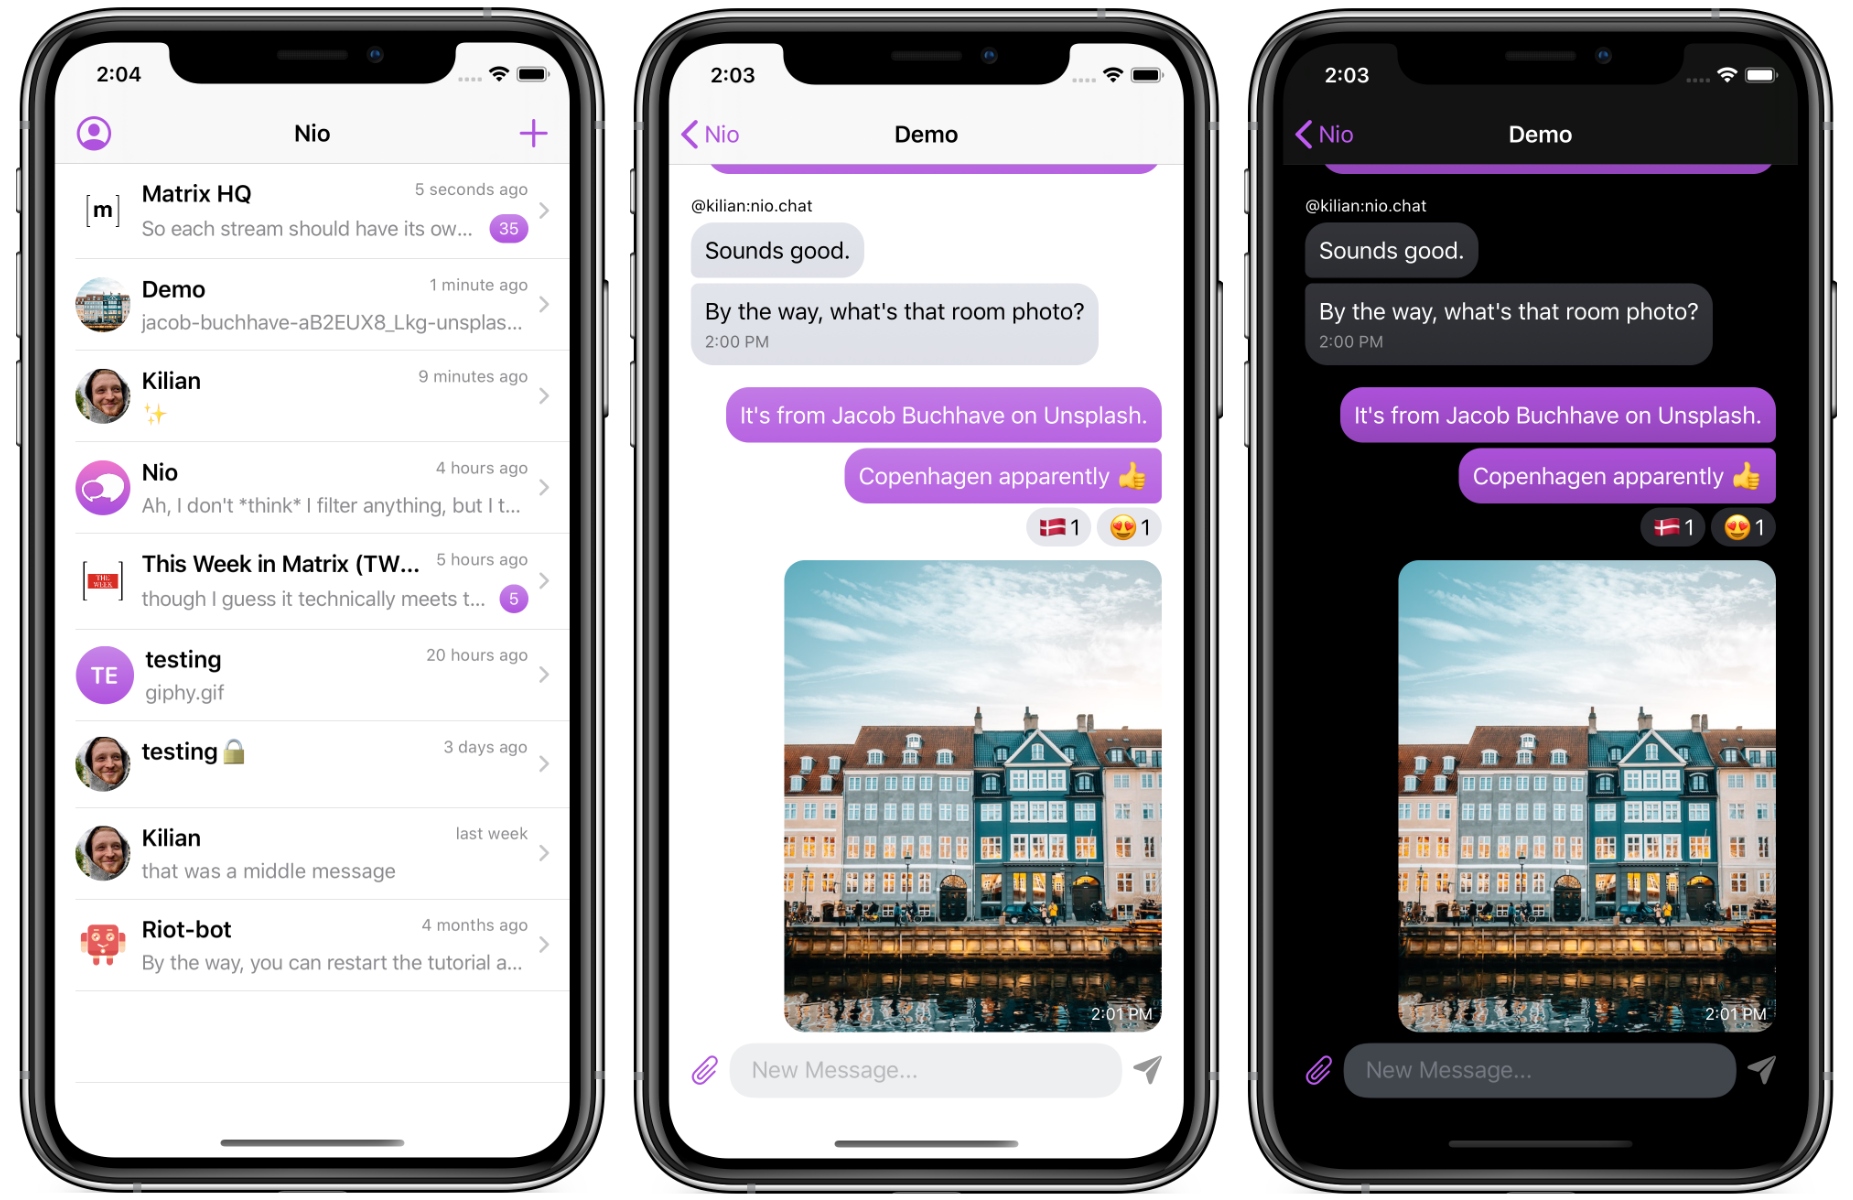 2:04
Nio
Matrix HQ
5 seconds ago
[m]
So each stream should have its ow...
35
Demo
1 minute ago
jacob-buchhave-aB2EUX8_Lkg-unsplas...
Kilian
9 minutes ago
Nio
4 hours ago
Ah, I don't *think* I filter anything, but I t...
This Week in Matrix (TW...
5 hours ago
THE
WEEK
though I guess it technically meets t...
5
testing
20 hours ago
TE
giphy.gif
testing🔒
3 days ago
Kilian
last week
that was a middle message
Riot-bot
4 months ago
By the way, you can restart the tutorial a...
2:03
Nio
Demo
@kilian:nio.chat
Sounds good.
By the way, what's that room photo?
2:00 PM
It's from Jacob Buchhave on Unsplash.
Copenhagen apparently 👍
🇩🇰 1 😍 1
2:01 PM
New Message...
2:03
Nio
Demo
@kilian:nio.chat
Sounds good.
By the way, what's that room photo?
2:00 PM
It's from Jacob Buchhave on Unsplash.
Copenhagen apparently 👍
🇩🇰 1 😍 1
2:01 PM
New Message...